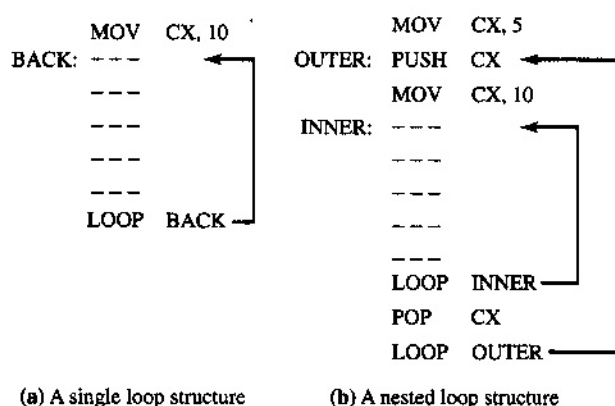 MOV CX, 10
BACK: ---
---
---
---
---
LOOP BACK
(a) A single loop structure
MOV CX, 5
OUTER: PUSH CX
MOV CX, 10
INNER: ---
---
---
---
---
LOOP INNER
POP CX
LOOP OUTER
(b) A nested loop structure